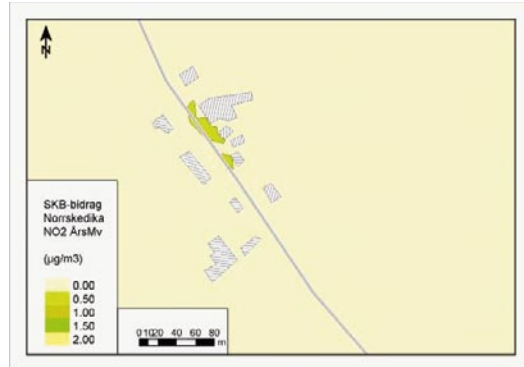 N
SKB-bidrag
Norrskedika
NO2 ÅrsMv
(µg/m3)
0.00
0.50
1.00
1.50
2.00
0 10 20 40 60 80
m